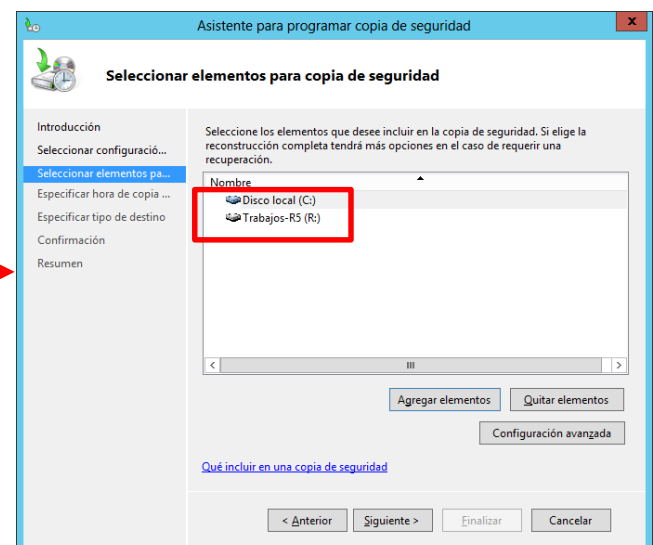 Asistente para programar copia de seguridad
x
Seleccionar elementos para copia de seguridad
Introducción
Seleccionar configuració...
Seleccionar elementos pa...
Especificar hora de copia ...
Especificar tipo de destino
Confirmación
Resumen
Seleccione los elementos que desee incluir en la copia de seguridad. Si elige la
reconstrucción completa tendrá más opciones en el caso de requerir una
recuperación.
Nombre
Disco local (C:)
Trabajos-R5 (R:)
Agregar elementos
Quitar elementos
Configuración avanzada
Qué incluir en una copia de seguridad
< Anterior
Siguiente >
Finalizar
Cancelar